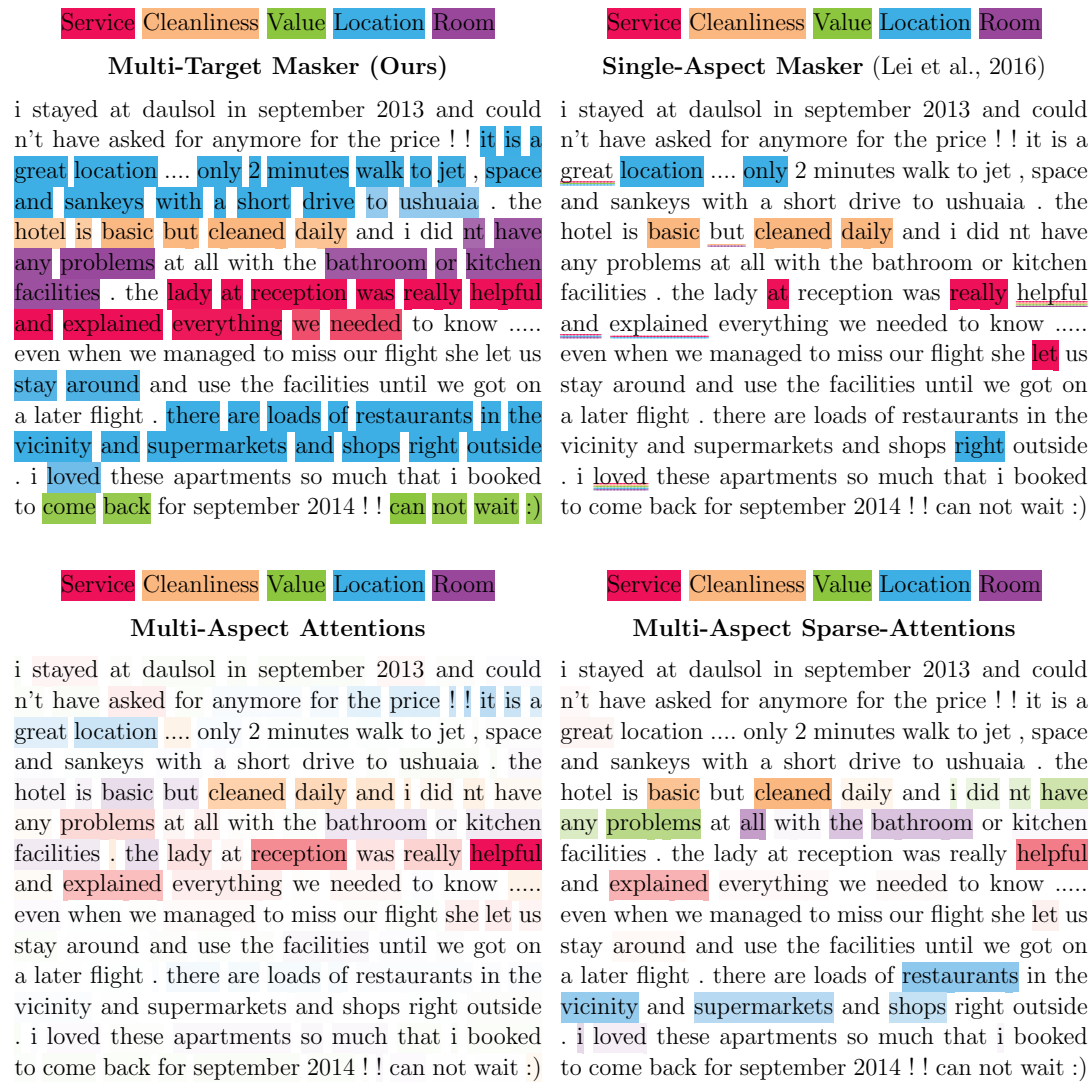 Service Cleanliness Value Location Room
Multi-Target Masker (Ours)
i stayed at daulsol in september 2013 and could
n't have asked for anymore for the price ! ! it is a
great location .... only 2 minutes walk to jet , space
and sankeys with a short drive to ushuaia . the
hotel is basic but cleaned daily and i did nt have
any problems at all with the bathroom or kitchen
facilities . the lady at reception was really helpful
and explained everything we needed to know .....
even when we managed to miss our flight she let us
stay around and use the facilities until we got on
a later flight . there are loads of restaurants in the
vicinity and supermarkets and shops right outside
. i loved these apartments so much that i booked
to come back for september 2014 ! ! can not wait :)
Service Cleanliness Value Location Room
Single-Aspect Masker (Lei et al., 2016)
i stayed at daulsol in september 2013 and could
n't have asked for anymore for the price ! ! it is a
great location .... only 2 minutes walk to jet , space
and sankeys with a short drive to ushuaia . the
hotel is basic but cleaned daily and i did nt have
any problems at all with the bathroom or kitchen
facilities . the lady at reception was really helpful
and explained everything we needed to know .....
even when we managed to miss our flight she let us
stay around and use the facilities until we got on
a later flight . there are loads of restaurants in the
vicinity and supermarkets and shops right outside
. i loved these apartments so much that i booked
to come back for september 2014 ! ! can not wait :)
Service Cleanliness Value Location Room
Multi-Aspect Attentions
i stayed at daulsol in september 2013 and could
n't have asked for anymore for the price ! ! it is a
great location .... only 2 minutes walk to jet , space
and sankeys with a short drive to ushuaia . the
hotel is basic but cleaned daily and i did nt have
any problems at all with the bathroom or kitchen
facilities . the lady at reception was really helpful
and explained everything we needed to know .....
even when we managed to miss our flight she let us
stay around and use the facilities until we got on
a later flight . there are loads of restaurants in the
vicinity and supermarkets and shops right outside
. i loved these apartments so much that i booked
to come back for september 2014 ! ! can not wait :)
Service Cleanliness Value Location Room
Multi-Aspect Sparse-Attentions
i stayed at daulsol in september 2013 and could
n't have asked for anymore for the price ! ! it is a
great location .... only 2 minutes walk to jet , space
and sankeys with a short drive to ushuaia . the
hotel is basic but cleaned daily and i did nt have
any problems at all with the bathroom or kitchen
facilities . the lady at reception was really helpful
and explained everything we needed to know .....
even when we managed to miss our flight she let us
stay around and use the facilities until we got on
a later flight . there are loads of restaurants in the
vicinity and supermarkets and shops right outside
. i loved these apartments so much that i booked
to come back for september 2014 ! ! can not wait :)